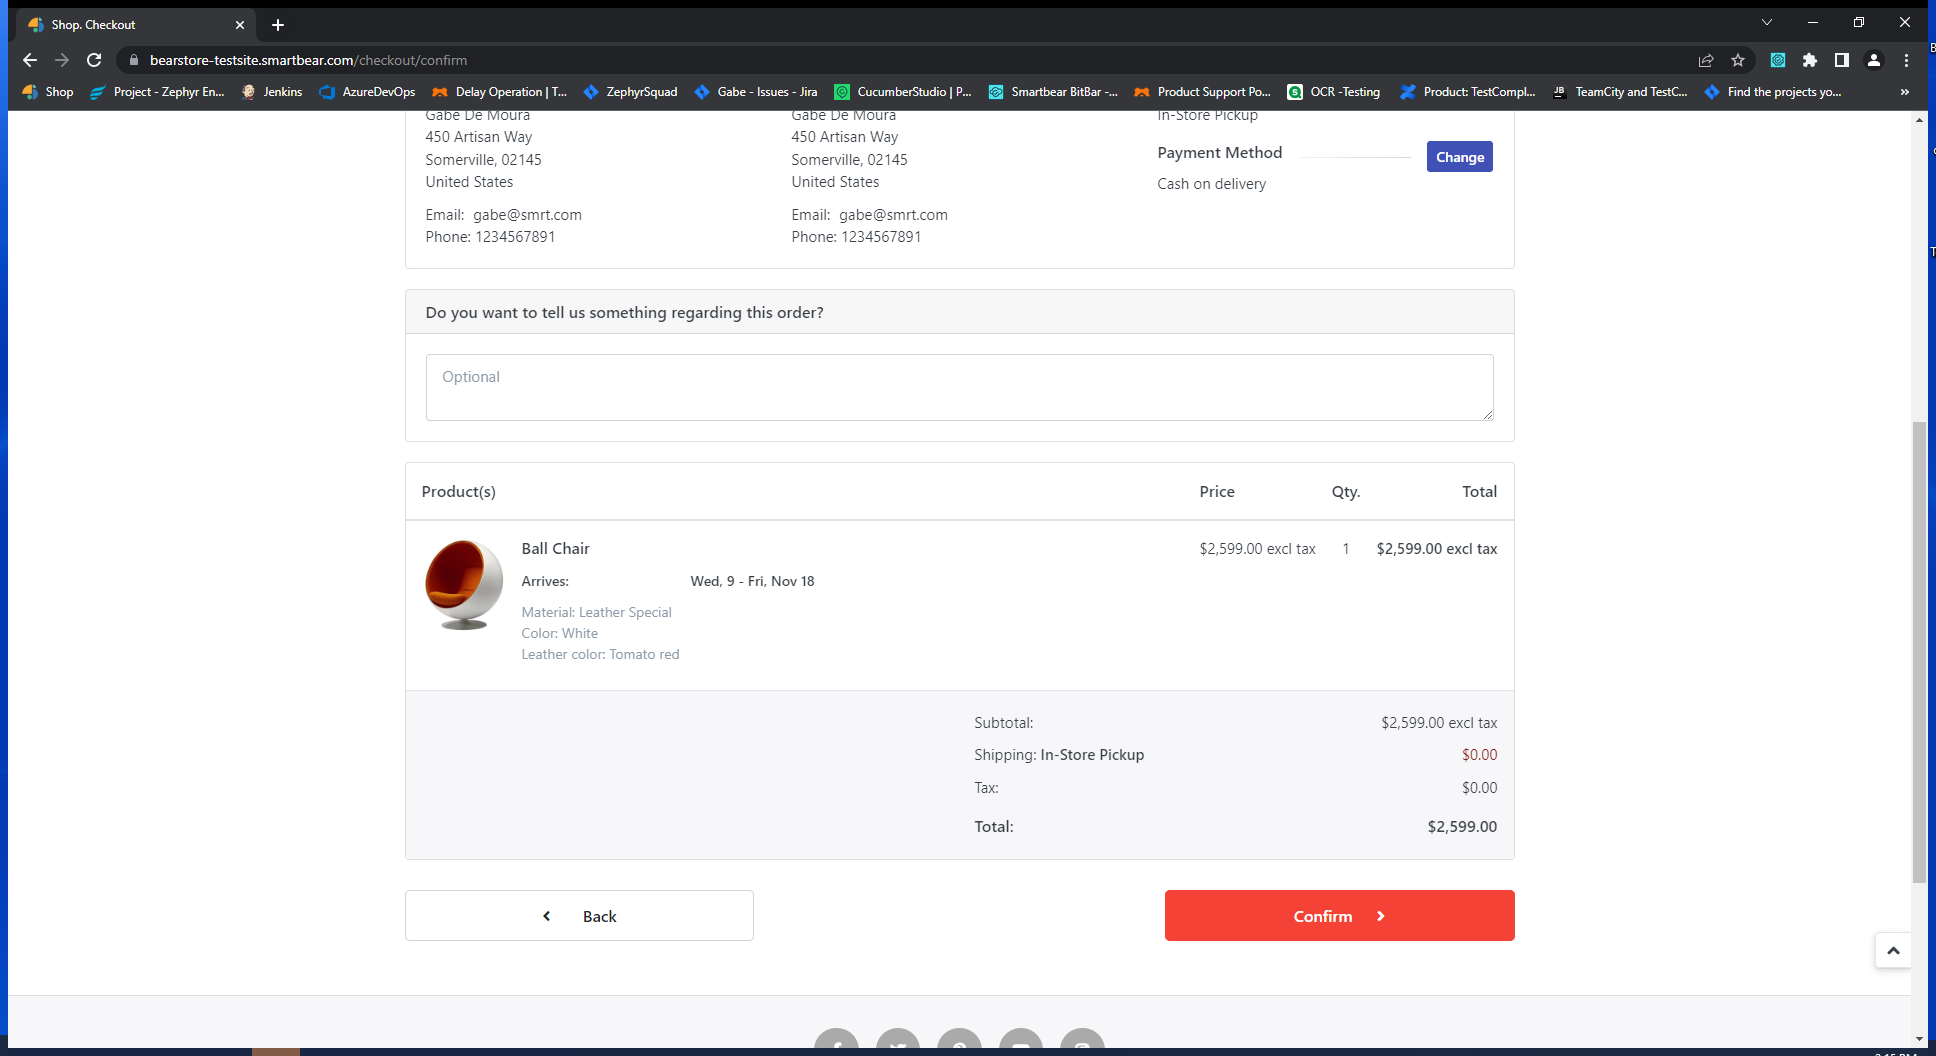 Shop. Checkout
bearstore-testsite.smartbear.com/checkout/confirm
Shop
Project - Zephyr En...
Jenkins
AzureDevOps
Delay Operation | T...
ZephyrSquad
Gabe - Issues - Jira
CucumberStudio | P...
Smartbear BitBar -...
Product Support Po...
OCR -Testing
Product: TestCompl...
JB
TeamCity and TestC...
Find the projects yo...
»
Gabe De Moura
450 Artisan Way
Somerville, 02145
United States
Email: gabe@smrt.com
Phone: 1234567891
Gabe De Moura
450 Artisan Way
Somerville, 02145
United States
Email: gabe@smrt.com
Phone: 1234567891
In-Store Pickup
Payment Method
Change
Cash on delivery
Do you want to tell us something regarding this order?
Optional
Product(s) Price Qty. Total
Ball Chair $2,599.00 excl tax 1 $2,599.00 excl tax
Arrives: Wed, 9 - Fri, Nov 18
Material: Leather Special
Color: White
Leather color: Tomato red
Subtotal: $2,599.00 excl tax
Shipping: In-Store Pickup $0.00
Tax: $0.00
Total: $2,599.00
Back
Confirm